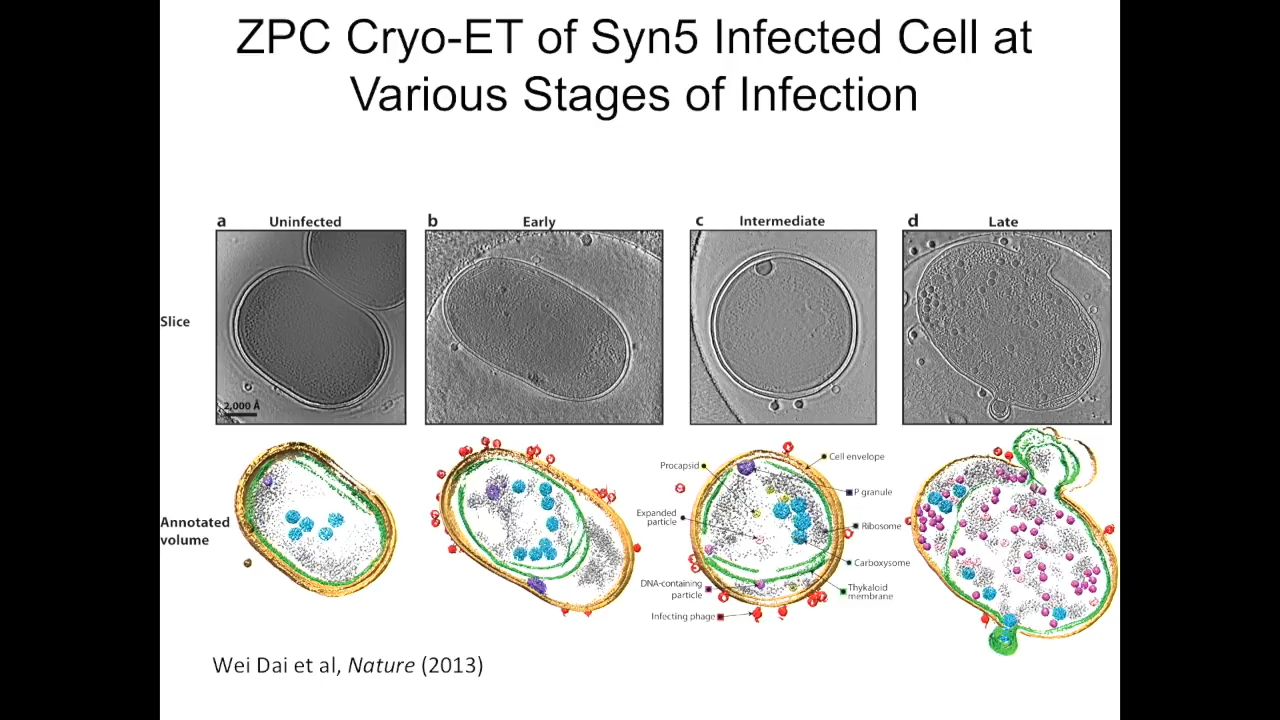 ZPC Cryo-ET of Syn5 Infected Cell at
Various Stages of Infection
a Uninfected
b Early
c Intermediate
d Late
Slice
2,000 Å
Annotated
volume
Procapsid
Expanded
particle
DNA-containing
particle
Infecting phage
Cell envelope
P granule
Ribosome
Carboxysome
Thykaloid
membrane
Wei Dai et al, Nature (2013)